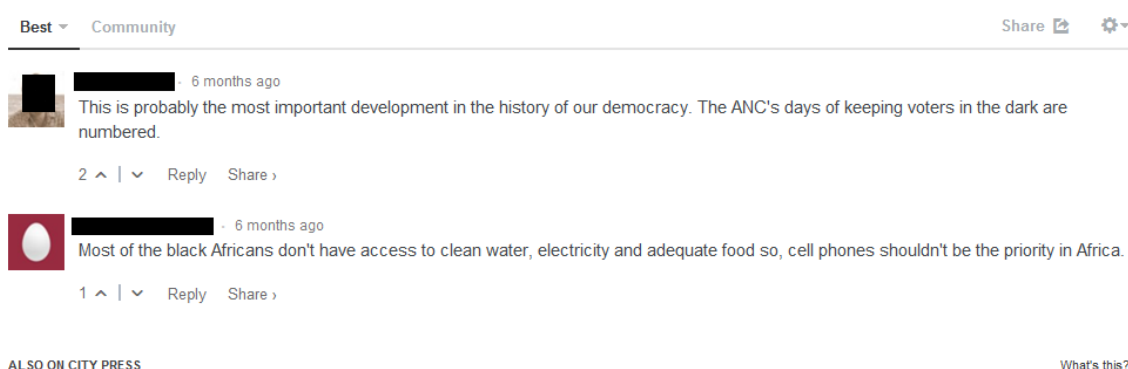 Best Community Share
6 months ago
This is probably the most important development in the history of our democracy. The ANC's days of keeping voters in the dark are
numbered.
2 | Reply Share ›
· 6 months ago
Most of the black Africans don't have access to clean water, electricity and adequate food so, cell phones shouldn't be the priority in Africa.
1 | Reply Share ›
ALSO ON CITY PRESS What's this?